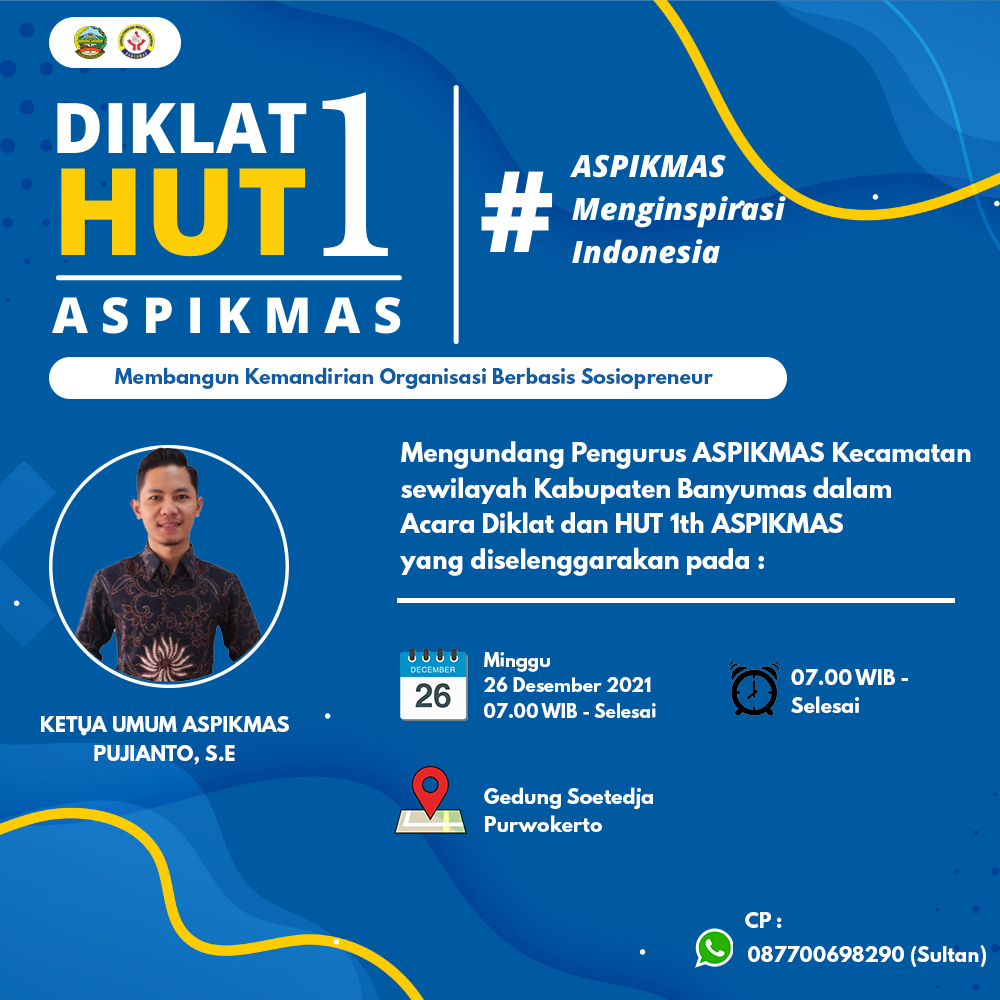 DIKLAT
HUT 1
ASPIKMAS
# ASPIKMAS
Menginspirasi
Indonesia
Membangun Kemandirian Organisasi Berbasis Sosiopreneur
Mengundang Pengurus ASPIKMAS Kecamatan
sewilayah Kabupaten Banyumas dalam
Acara Diklat dan HUT 1th ASPIKMAS
yang diselenggarakan pada :
KETUA UMUM ASPIKMAS
PUJIANTO, S.E
DECEMBER
26
Minggu
26 Desember 2021
07.00 WIB - Selesai
07.00 WIB -
Selesai
Gedung Soetedja
Purwokerto
CP :
087700698290 (Sultan)